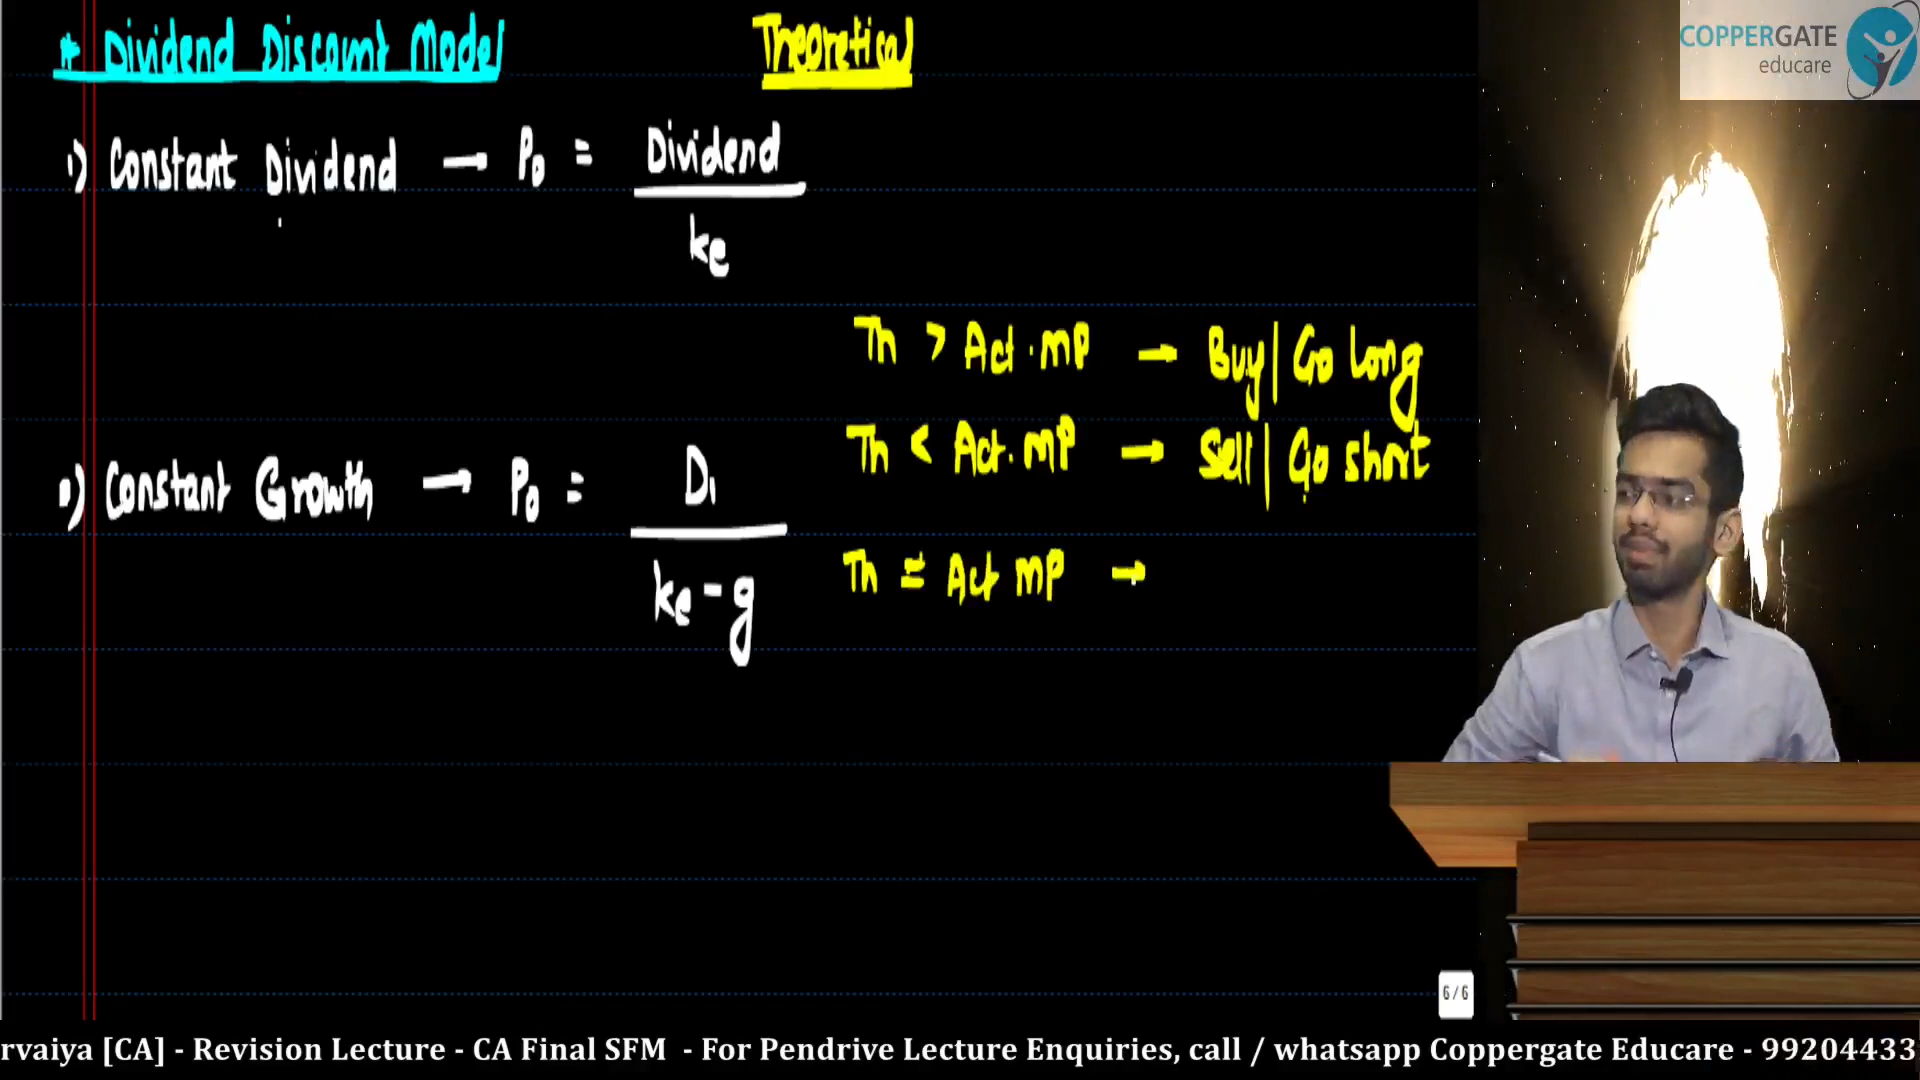 * Dividend Discount Model
Theoretical
COPPERGATE
educare
1) Constant Dividend → P0 = Dividend / ke
Th > Act. MP → Buy | Go long
Th < Act. MP → Sell | Go short
) Constant Growth → P0 = D1 / ke - g
Th = Act MP →
6/6
rvaiya [CA] - Revision Lecture - CA Final SFM - For Pendrive Lecture Enquiries, call / whatsapp Coppergate Educare - 99204433